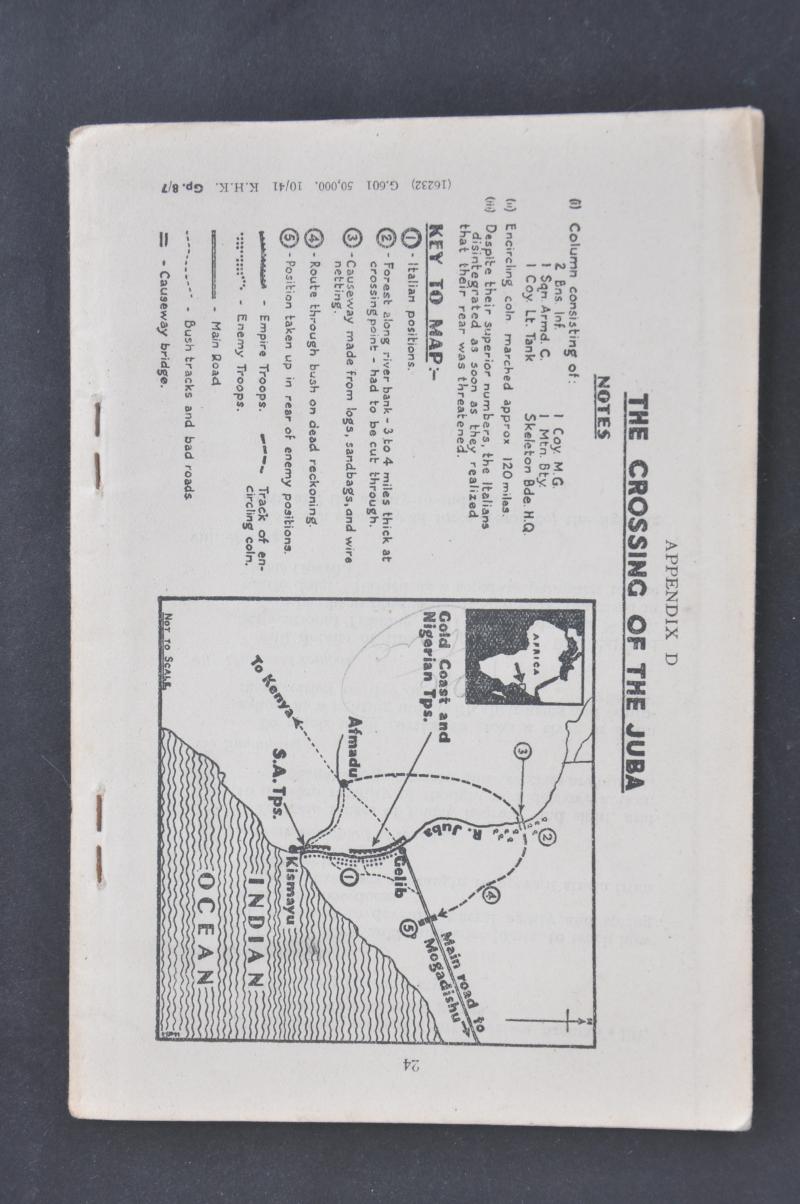 APPENDIX D
THE CROSSING OF THE JUBA
NOTES
(i) Column consisting of:
2 Bns. Inf. 1 Coy. M.G.
1 Sqn. Armd. C. 1 Mtn. Bty.
1 Coy. Lt. Tank Skeleton Bde. H.Q.
(ii) Encircling coln marched approx 120 miles.
(iii) Despite their superior numbers, the Italians
disintegrated as soon as they realized
that their rear was threatened.
KEY TO MAP:-
① - Italian positions.
② - Forest along river bank - 3 to 4 miles thick at
crossing point - had to be cut through.
③ - Causeway made from logs, sandbags, and wire
netting.
④ - Route through bush on dead reckoning.
⑤ - Position taken up in rear of enemy positions.
- Empire Troops. - Track of en-
circling coln.
- Enemy Troops.
- Main Road
- Bush tracks and bad roads
= - Causeway bridge.
(16232) G.601 50,000. 10/41 K.H.K. Gp. 8/7
AFRICA
N
③
②
Gold Coast and
Nigerian Tps.
R. Juba
④
Main road to
Mogadishu
Gelib
⑤
Afmadu
①
To Kenya
S.A. Tps.
Kismayu
INDIAN
OCEAN
NOT TO SCALE
24